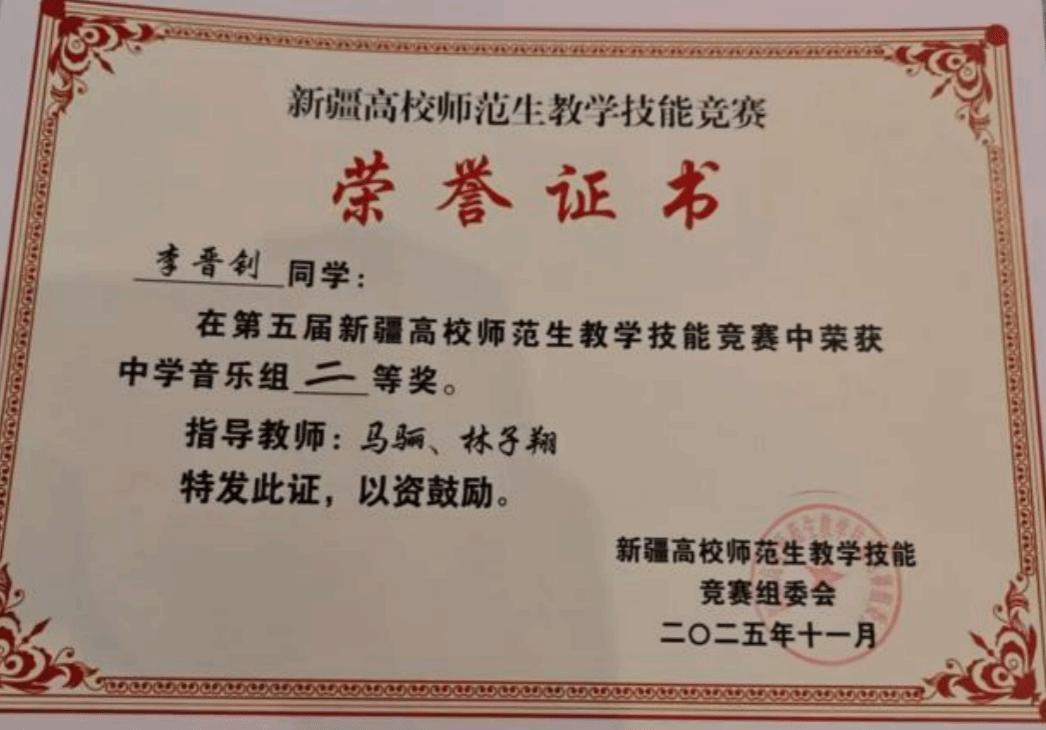 新疆高校师范生教学技能竞赛
荣誉证书
李晋钊 同学：
在第五届新疆高校师范生教学技能竞赛中荣获
中学音乐组二等奖。
指导教师：马骊、林子翔
特发此证，以资鼓励。
新疆高校师范生教学技能
竞赛组委会
二〇二五年十一月